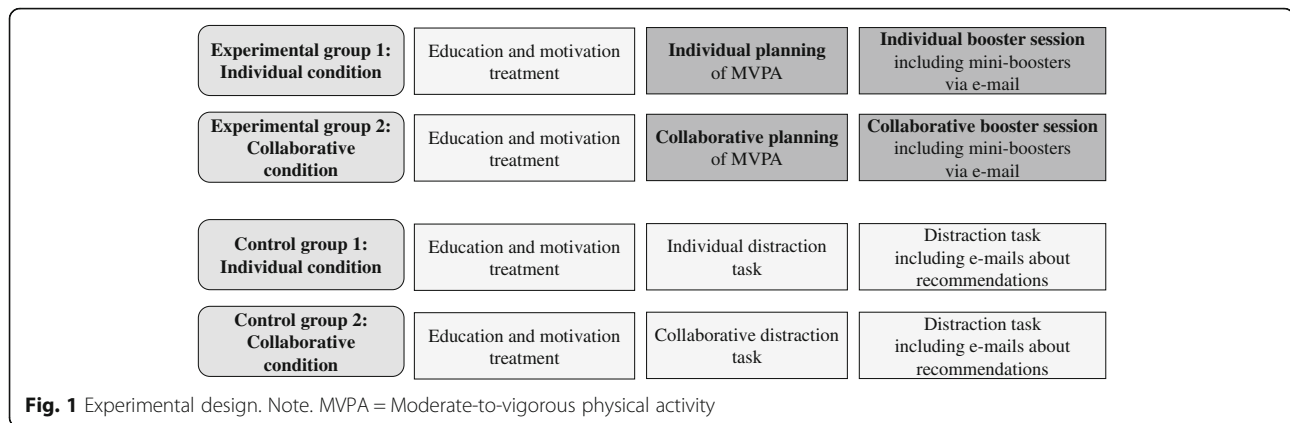 Experimental group 1:
Individual condition
Education and motivation
treatment
Individual planning
of MVPA
Individual booster session
including mini-boosters
via e-mail
Experimental group 2:
Collaborative
condition
Education and motivation
treatment
Collaborative planning
of MVPA
Collaborative booster session
including mini-boosters
via e-mail
Control group 1:
Individual condition
Education and motivation
treatment
Individual distraction
task
Distraction task
including e-mails about
recommendations
Control group 2:
Collaborative
condition
Education and motivation
treatment
Collaborative distraction
task
Distraction task
including e-mails about
recommendations
Fig. 1 Experimental design. Note. MVPA = Moderate-to-vigorous physical activity